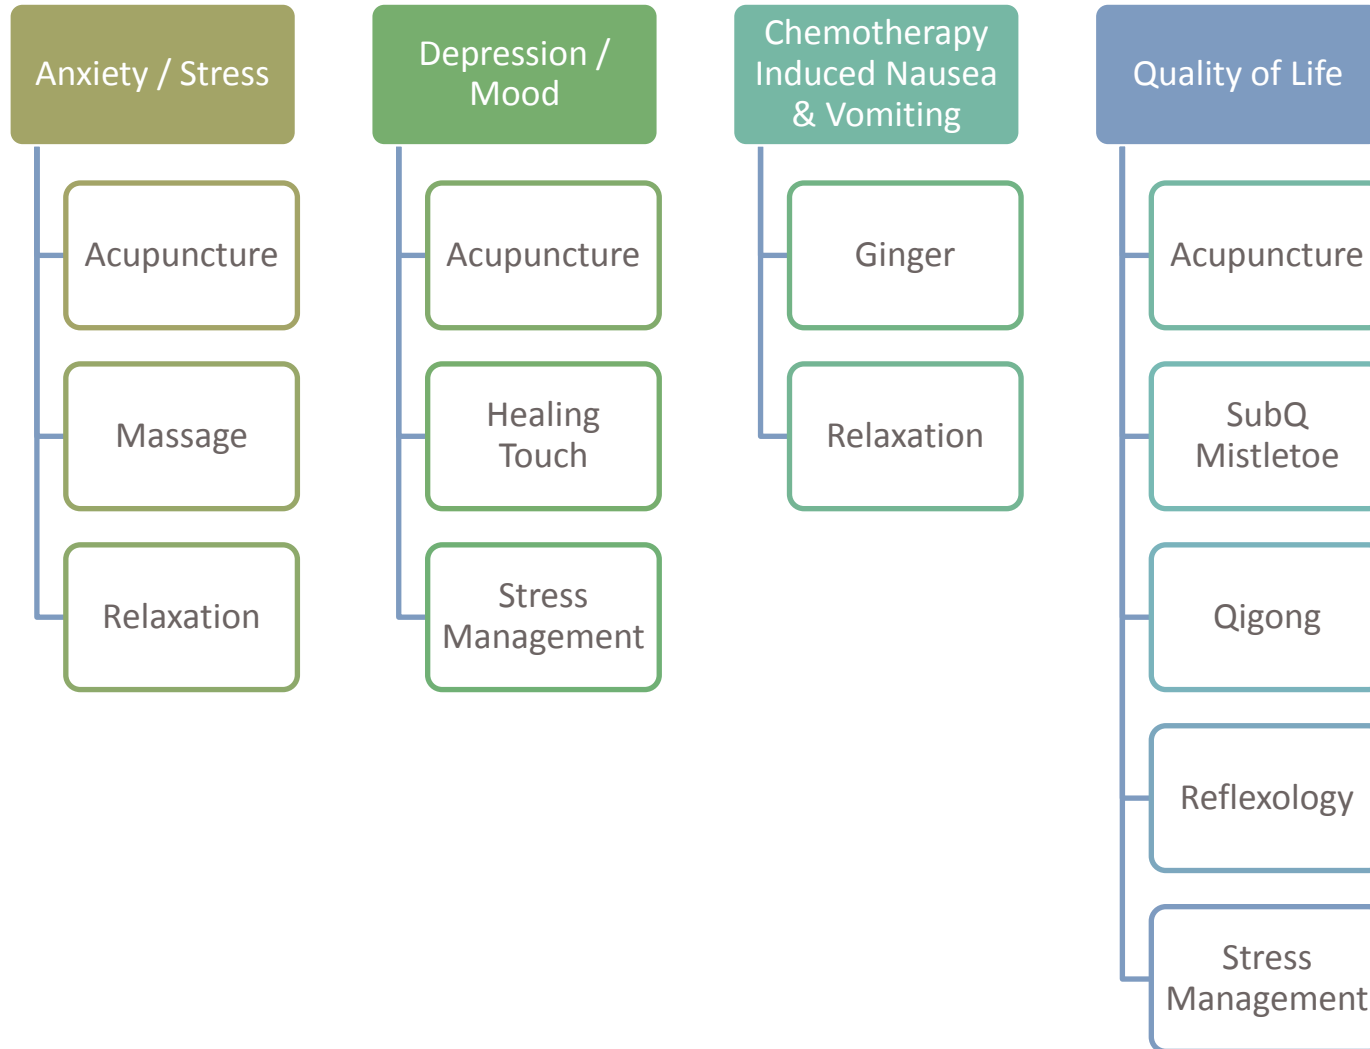 Anxiety / Stress
Acupuncture
Massage
Relaxation
Depression /
Mood
Acupuncture
Healing
Touch
Stress
Management
Chemotherapy
Induced Nausea
& Vomiting
Ginger
Relaxation
Quality of Life
Acupuncture
SubQ
Mistletoe
Qigong
Reflexology
Stress
Management